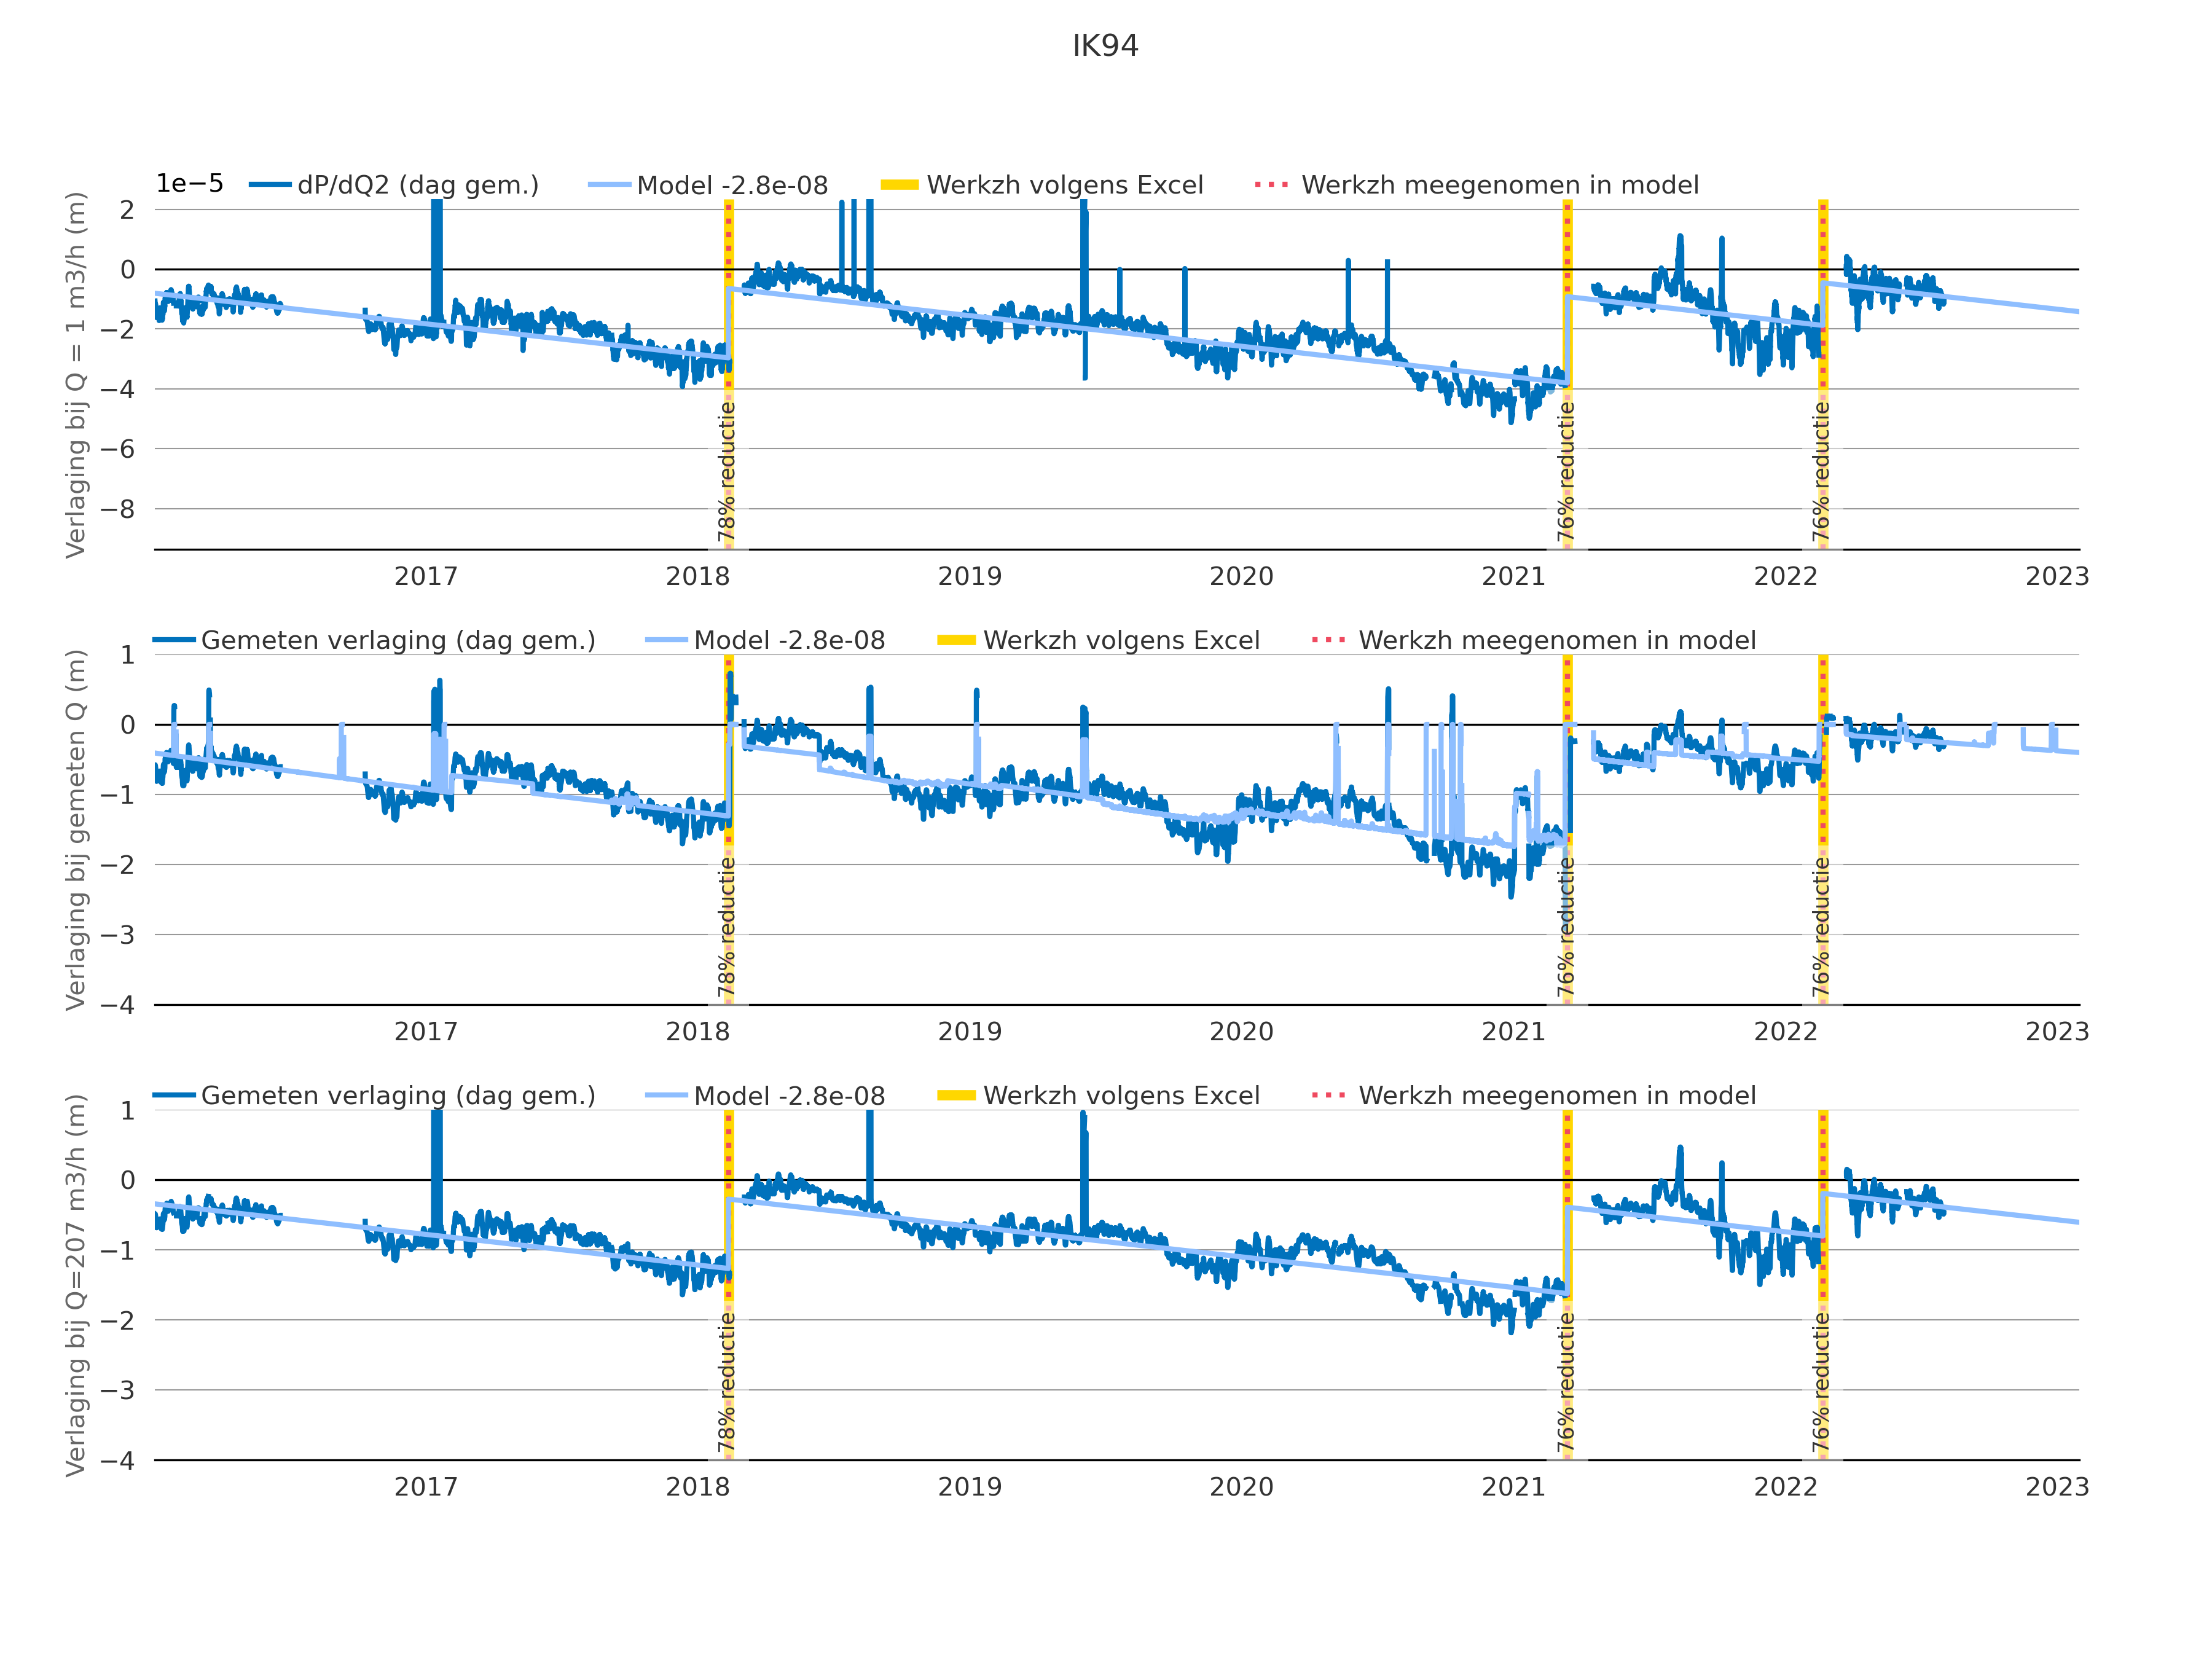 IK94
1e−5
dP/dQ2 (dag gem.) Model -2.8e-08 Werkzh volgens Excel Werkzh meegenomen in model
Verlaging bij Q = 1 m3/h (m)
2
0
−2
−4
−6
−8
78% reductie
76% reductie
76% reductie
2017 2018 2019 2020 2021 2022 2023
Gemeten verlaging (dag gem.) Model -2.8e-08 Werkzh volgens Excel Werkzh meegenomen in model
Verlaging bij gemeten Q (m)
1
0
−1
−2
−3
−4
78% reductie
76% reductie
76% reductie
2017 2018 2019 2020 2021 2022 2023
Gemeten verlaging (dag gem.) Model -2.8e-08 Werkzh volgens Excel Werkzh meegenomen in model
Verlaging bij Q=207 m3/h (m)
1
0
−1
−2
−3
−4
78% reductie
76% reductie
76% reductie
2017 2018 2019 2020 2021 2022 2023